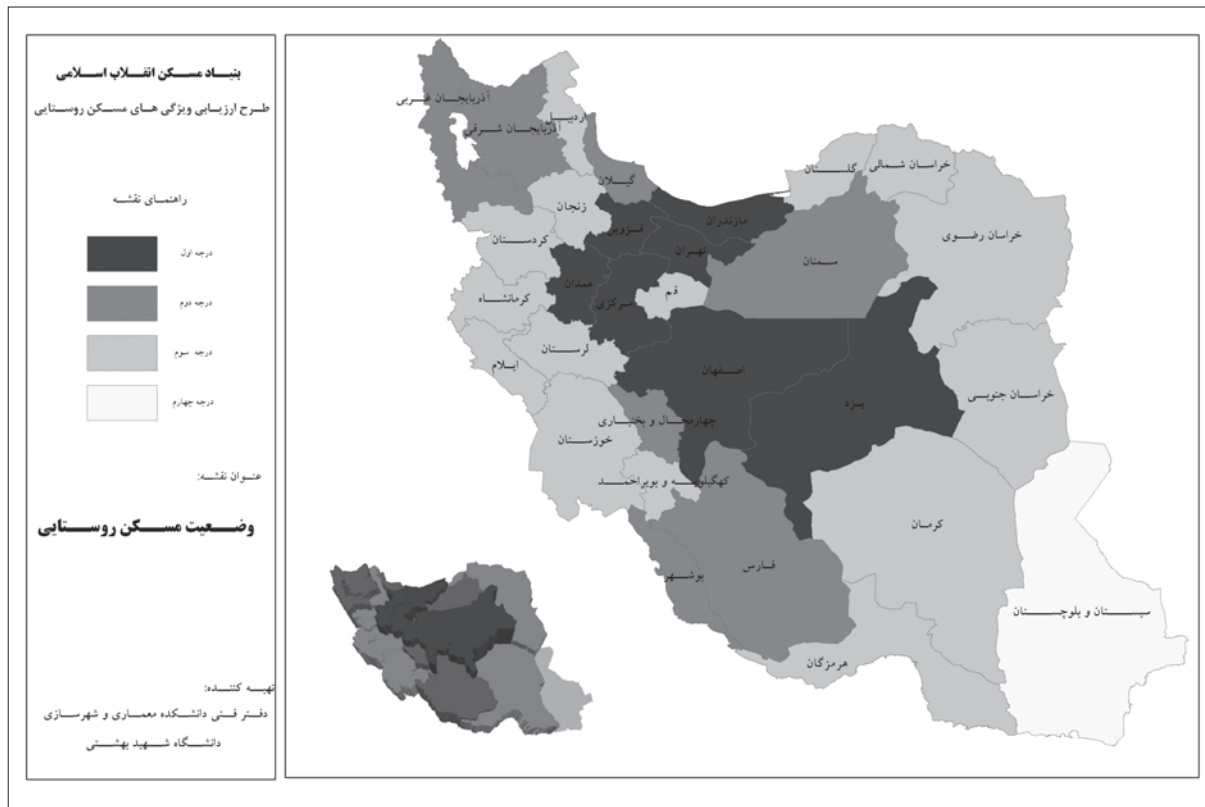 بنیاد مسکن انقلاب اسلامی
طرح ارزیابی ویژگی های مسکن روستایی
راهنمای نقشه
درجه اول
درجه دوم
درجه سوم
درجه چهارم
عنوان نقشه:
وضعیت مسکن روستایی
تهیه کننده:
دفتر فنی دانشکده معماری و شهرسازی
دانشگاه شهید بهشتی
آذربایجان غربی
آذربایجان شرقی
اردبیل
گیلان
زنجان
کردستان
قزوین
مازندران
تهران
گلستان
خراسان شمالی
خراسان رضوی
سمنان
همدان
کرمانشاه
مرکزی
قم
لرستان
ایلام
اصفهان
یزد
خراسان جنوبی
چهارمحال و بختیاری
خوزستان
کهگیلویه و بویراحمد
کرمان
فارس
بوشهر
سیستان و بلوچستان
هرمزگان